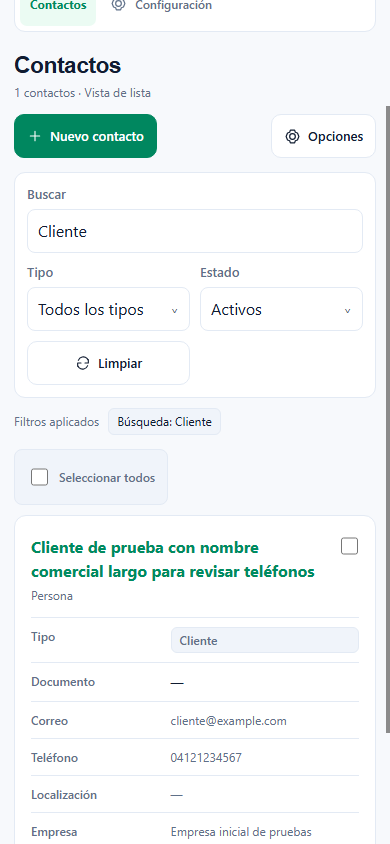 Contactos Configuración
Contactos
1 contactos · Vista de lista
+ Nuevo contacto Opciones
Buscar
Cliente
Tipo Estado
Todos los tipos Activos
Limpiar
Filtros aplicados Búsqueda: Cliente
Seleccionar todos
Cliente de prueba con nombre
comercial largo para revisar teléfonos
Persona
Tipo Cliente
Documento —
Correo cliente@example.com
Teléfono 04121234567
Localización —
Empresa Empresa inicial de pruebas